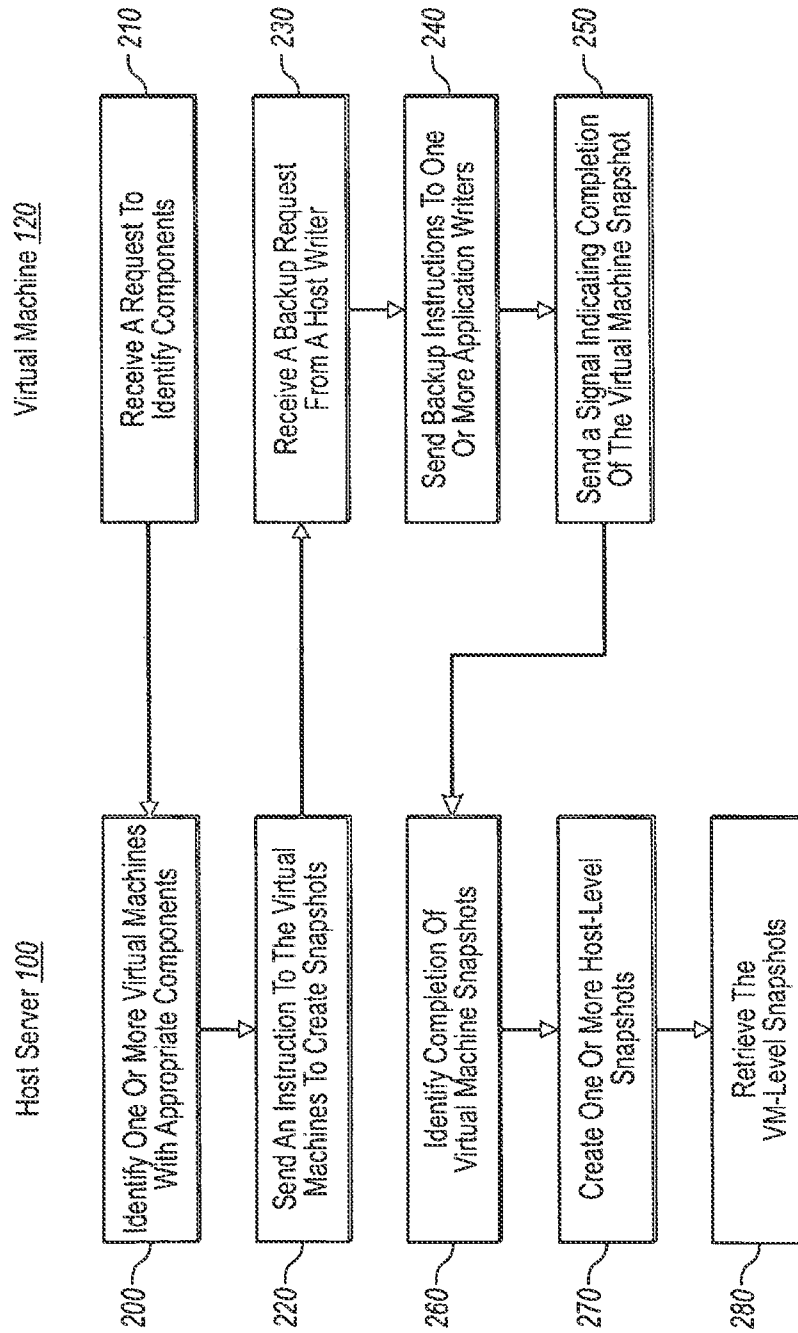 Host Server 100
Virtual Machine 120
200
Identify One Or More Virtual Machines
With Appropriate Components
Receive A Request To
Identify Components
210
220
Send An Instruction To The Virtual
Machines To Create Snapshots
Receive A Backup Request
From A Host Writer
230
260
Identify Completion Of
Virtual Machine Snapshots
Send Backup Instructions To One
Or More Application Writers
240
270
Create One Or More Host-Level
Snapshots
Send a Signal Indicating Completion
Of The Virtual Machine Snapshot
250
280
Retrieve The
VM-Level Snapshots